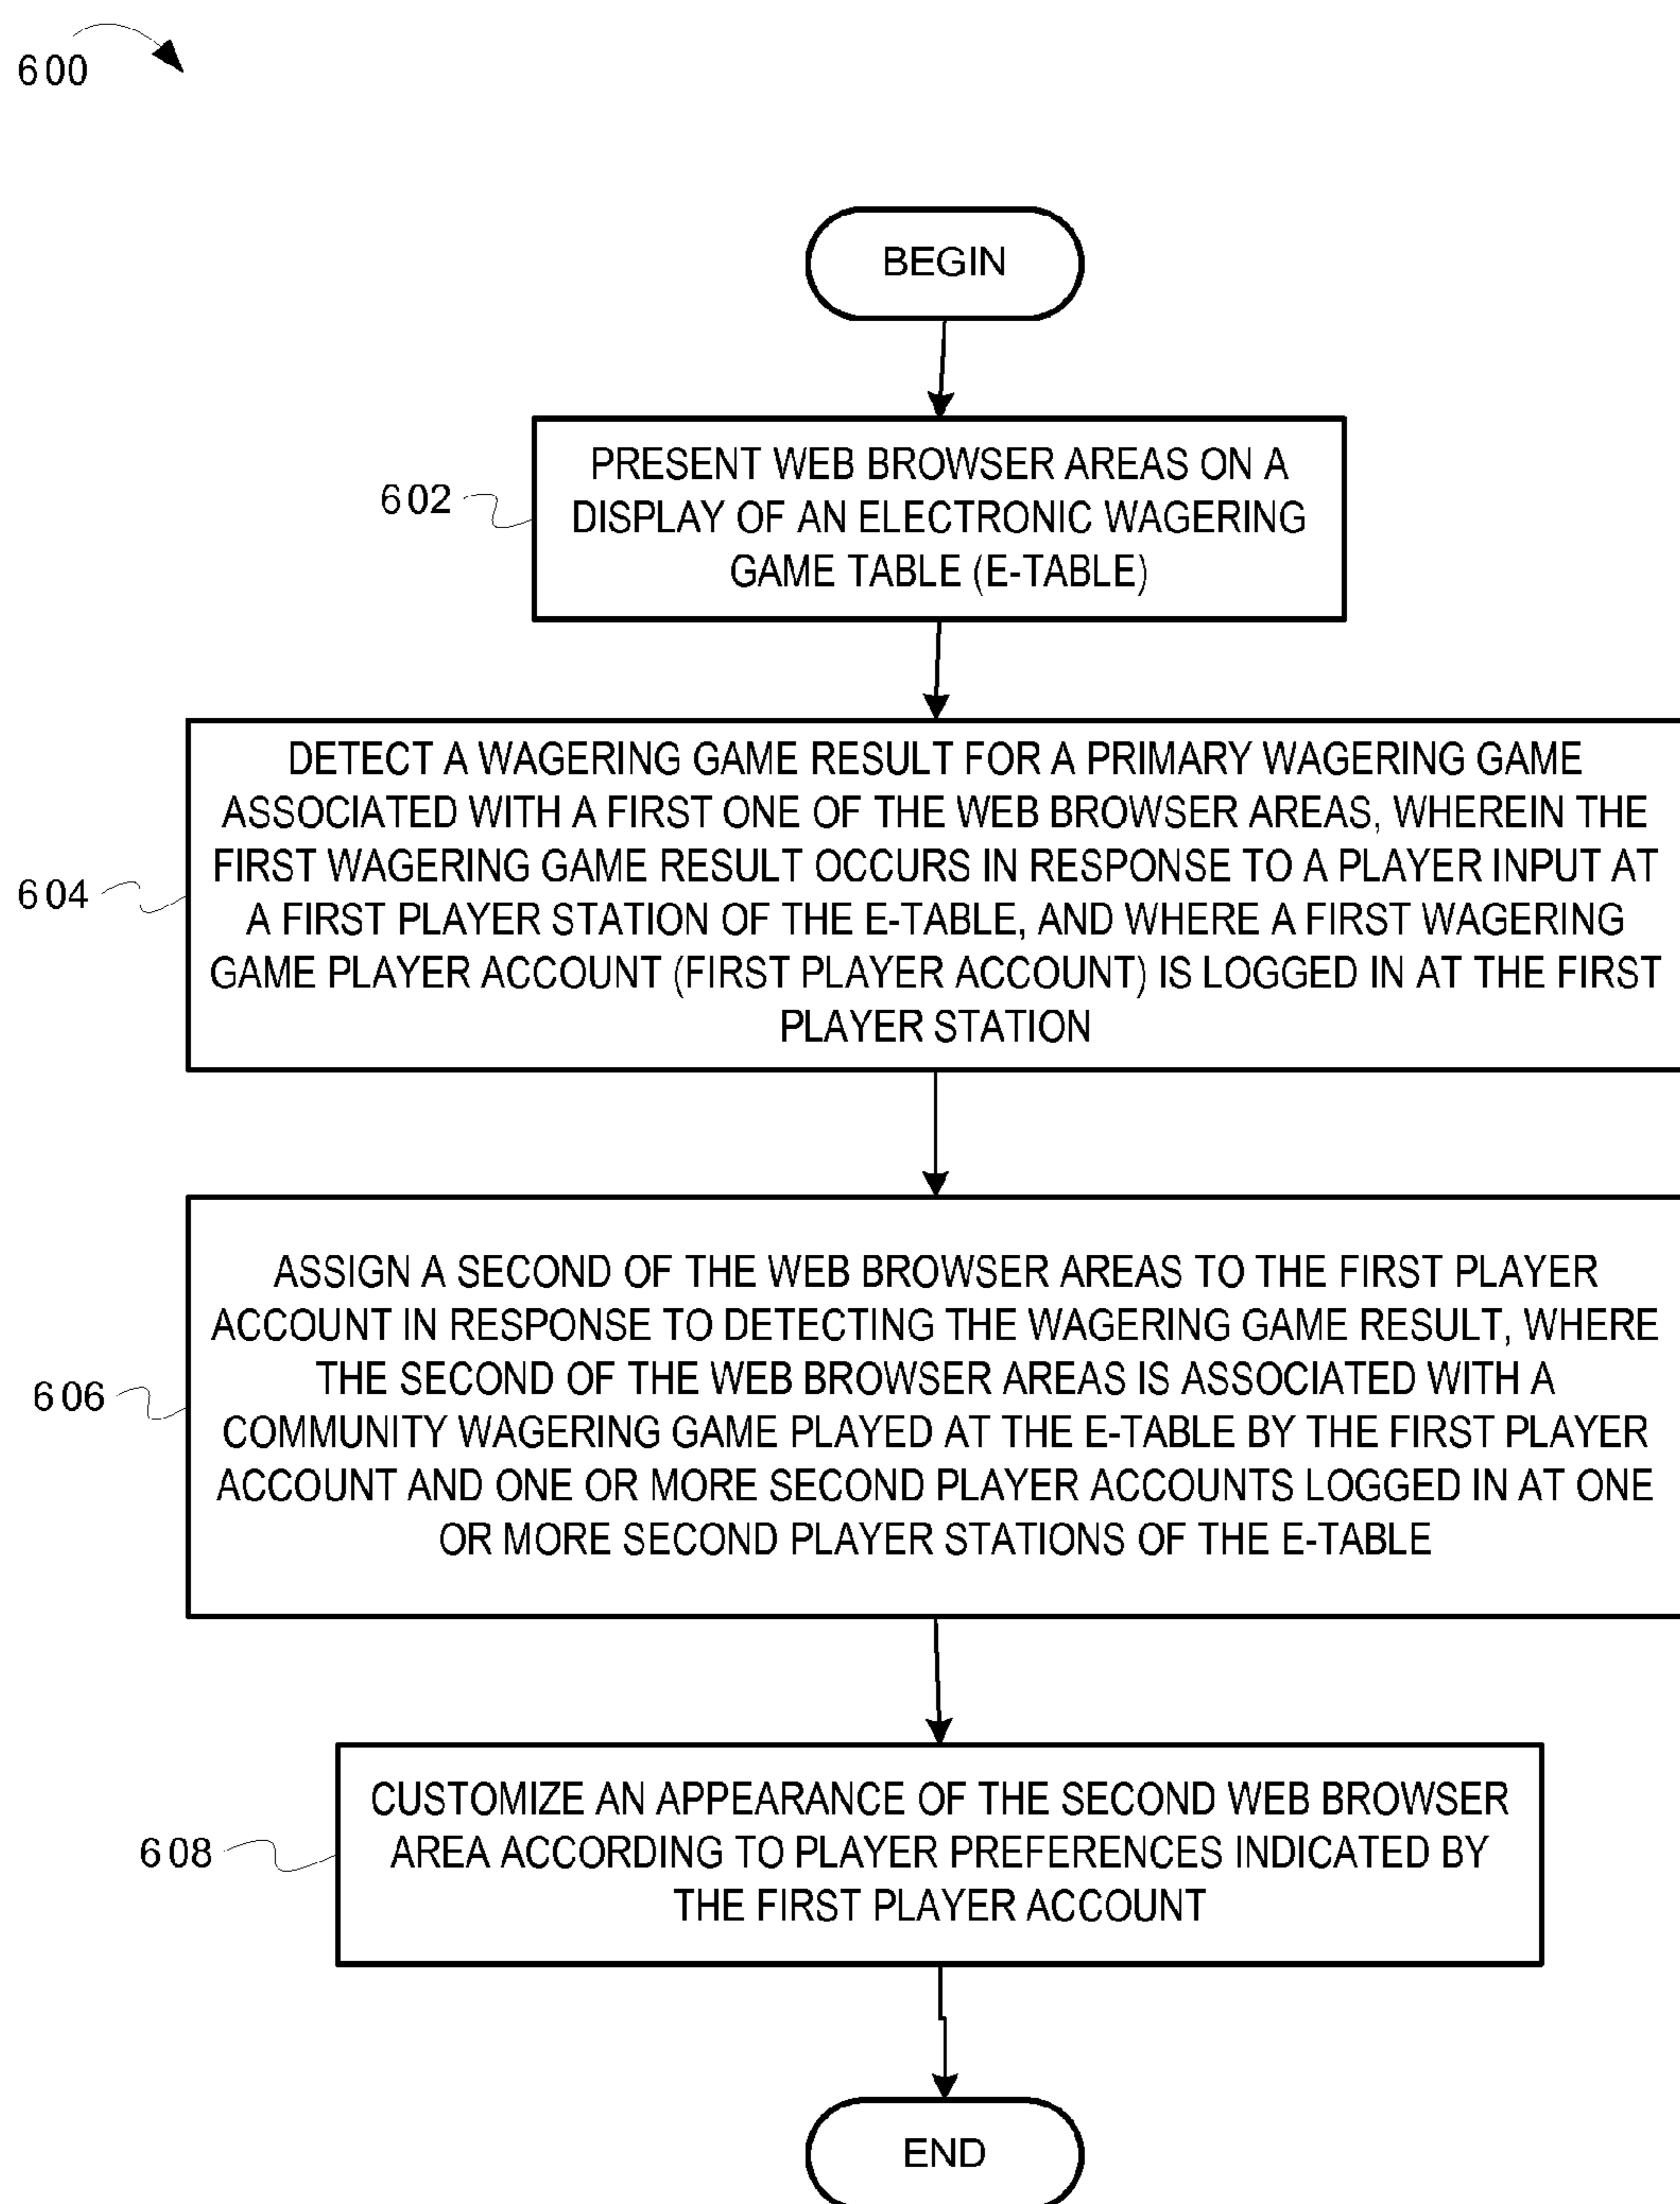 600
BEGIN
602
PRESENT WEB BROWSER AREAS ON A
DISPLAY OF AN ELECTRONIC WAGERING
GAME TABLE (E-TABLE)
604
DETECT A WAGERING GAME RESULT FOR A PRIMARY WAGERING GAME
ASSOCIATED WITH A FIRST ONE OF THE WEB BROWSER AREAS, WHEREIN THE
FIRST WAGERING GAME RESULT OCCURS IN RESPONSE TO A PLAYER INPUT AT
A FIRST PLAYER STATION OF THE E-TABLE, AND WHERE A FIRST WAGERING
GAME PLAYER ACCOUNT (FIRST PLAYER ACCOUNT) IS LOGGED IN AT THE FIRST
PLAYER STATION
606
ASSIGN A SECOND OF THE WEB BROWSER AREAS TO THE FIRST PLAYER
ACCOUNT IN RESPONSE TO DETECTING THE WAGERING GAME RESULT, WHERE
THE SECOND OF THE WEB BROWSER AREAS IS ASSOCIATED WITH A
COMMUNITY WAGERING GAME PLAYED AT THE E-TABLE BY THE FIRST PLAYER
ACCOUNT AND ONE OR MORE SECOND PLAYER ACCOUNTS LOGGED IN AT ONE
OR MORE SECOND PLAYER STATIONS OF THE E-TABLE
608
CUSTOMIZE AN APPEARANCE OF THE SECOND WEB BROWSER
AREA ACCORDING TO PLAYER PREFERENCES INDICATED BY
THE FIRST PLAYER ACCOUNT
END